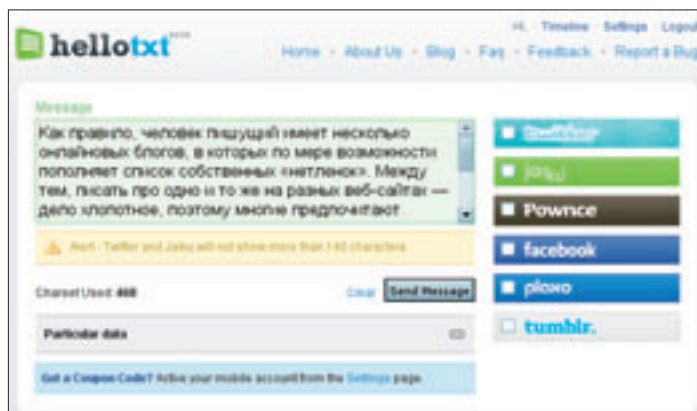 Hi, Timeline Settings Logout
hellotxt
Home - About Us - Blog - Faq - Feedback - Report a Bug
Message
Как правило, человек пишущий имеет несколько
онлайновых блогов, в которых по мере возможности
пополняет список собственных «нетленок». Между
тем, писать про одно и то же на разных веб-сайтах —
дело хлопотное, поэтому многие предпочитают
twitter
jaiku
Pownce
facebook
plaxo
tumblr.
Alert - Twitter and Jaiku will not show more than 140 characters
Charset Used: 468
Clear
Send Message
Particular data
Got a Coupon Code? Active your mobile account from the Settings page.